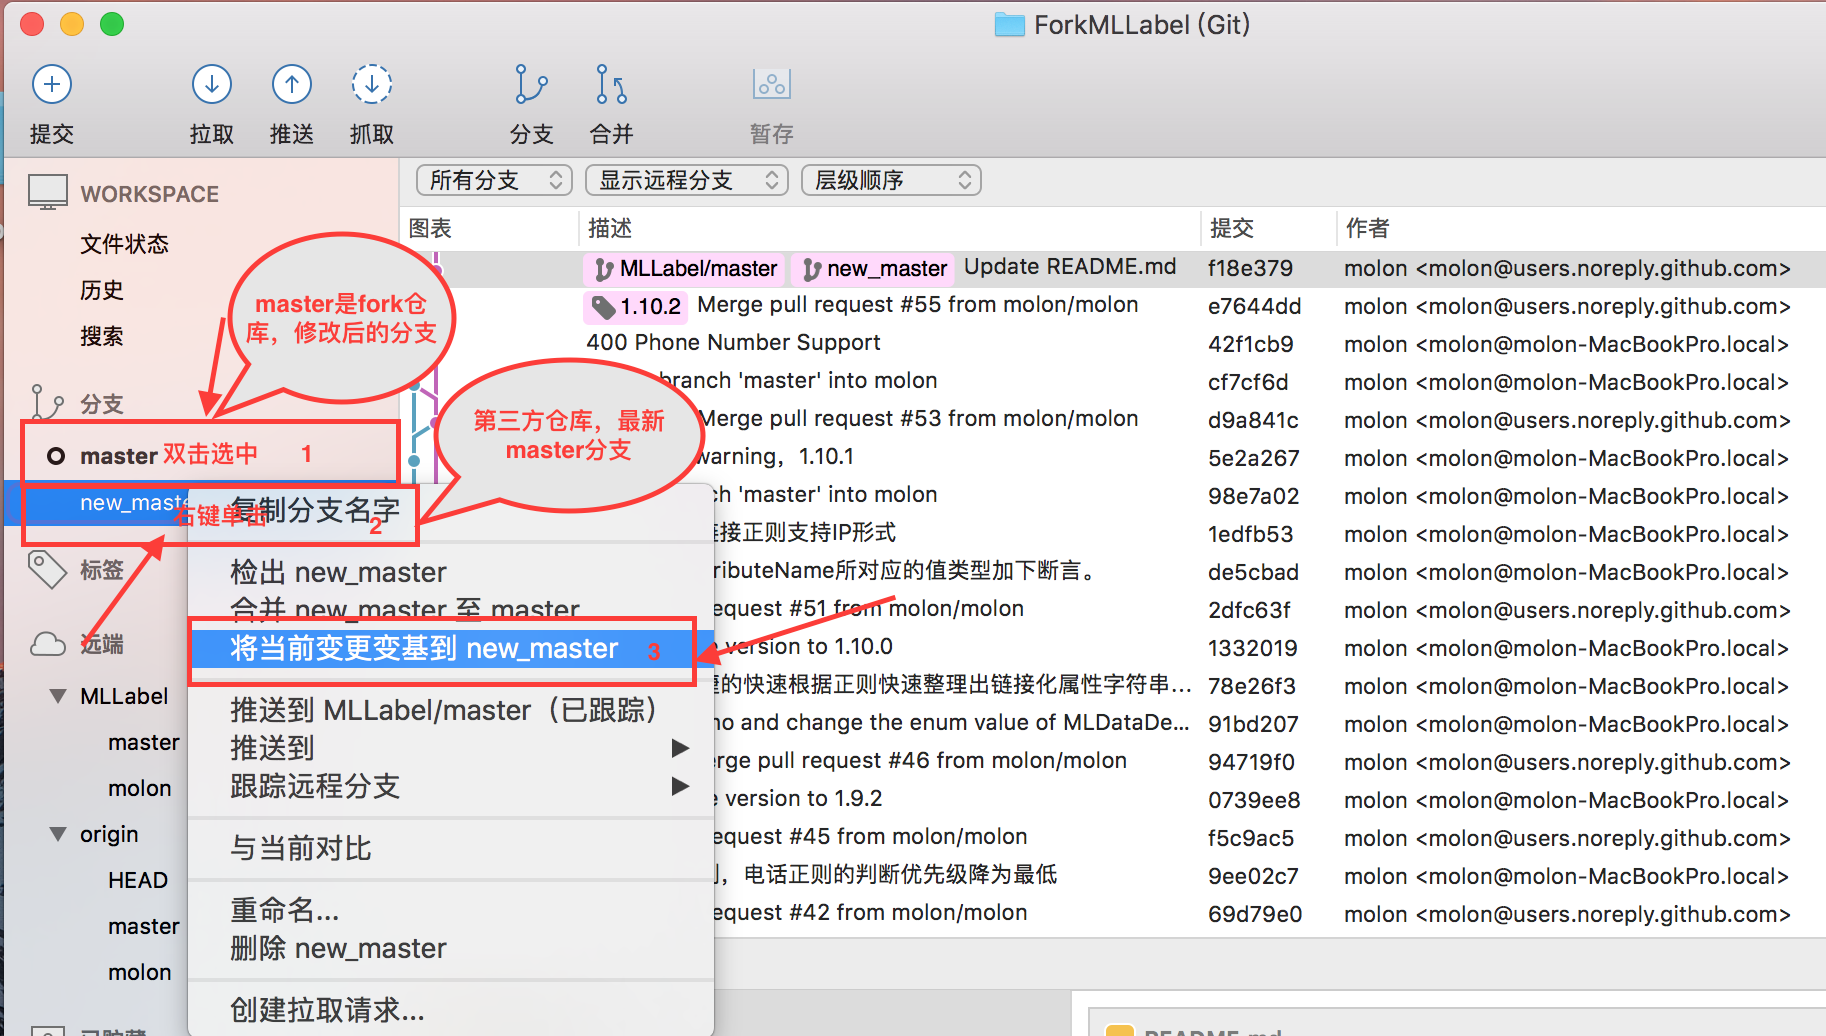 ForkMLLabel (Git)
提交 拉取 推送 抓取 分支 合并 暂存
WORKSPACE
文件状态
历史
搜索
分支
master 双击选中 1
new_maste 右键单击 2
标签
远端
MLLabel
master
molon
origin
HEAD
master
molon
master是fork仓
库，修改后的分支
第三方仓库，最新
master分支
复制分支名字
检出 new_master
合并 new_master 至 master
将当前变更变基到 new_master 3
推送到 MLLabel/master（已跟踪）
推送到
跟踪远程分支
与当前对比
重命名...
删除 new_master
创建拉取请求...
所有分支 显示远程分支 层级顺序
图表 描述 提交 作者
MLLabel/master new_master Update README.md f18e379 molon <molon@users.noreply.github.com>
1.10.2 Merge pull request #55 from molon/molon e7644dd molon <molon@users.noreply.github.com>
400 Phone Number Support 42f1cb9 molon <molon@molon-MacBookPro.local>
branch 'master' into molon cf7cf6d molon <molon@molon-MacBookPro.local>
Merge pull request #53 from molon/molon d9a841c molon <molon@users.noreply.github.com>
warning，1.10.1 5e2a267 molon <molon@molon-MacBookPro.local>
ch 'master' into molon 98e7a02 molon <molon@molon-MacBookPro.local>
接正则支持IP形式 1edfb53 molon <molon@molon-MacBookPro.local>
ributeName所对应的值类型加下断言。 de5cbad molon <molon@molon-MacBookPro.local>
equest #51 from molon/molon 2dfc63f molon <molon@users.noreply.github.com>
version to 1.10.0 1332019 molon <molon@molon-MacBookPro.local>
的快速根据正则快速整理出链接化属性字符串... 78e26f3 molon <molon@molon-MacBookPro.local>
no and change the enum value of MLDataDe... 91bd207 molon <molon@molon-MacBookPro.local>
rge pull request #46 from molon/molon 94719f0 molon <molon@users.noreply.github.com>
e version to 1.9.2 0739ee8 molon <molon@molon-MacBookPro.local>
equest #45 from molon/molon f5c9ac5 molon <molon@users.noreply.github.com>
，电话正则的判断优先级降为最低 9ee02c7 molon <molon@molon-MacBookPro.local>
equest #42 from molon/molon 69d79e0 molon <molon@users.noreply.github.com>
README.md